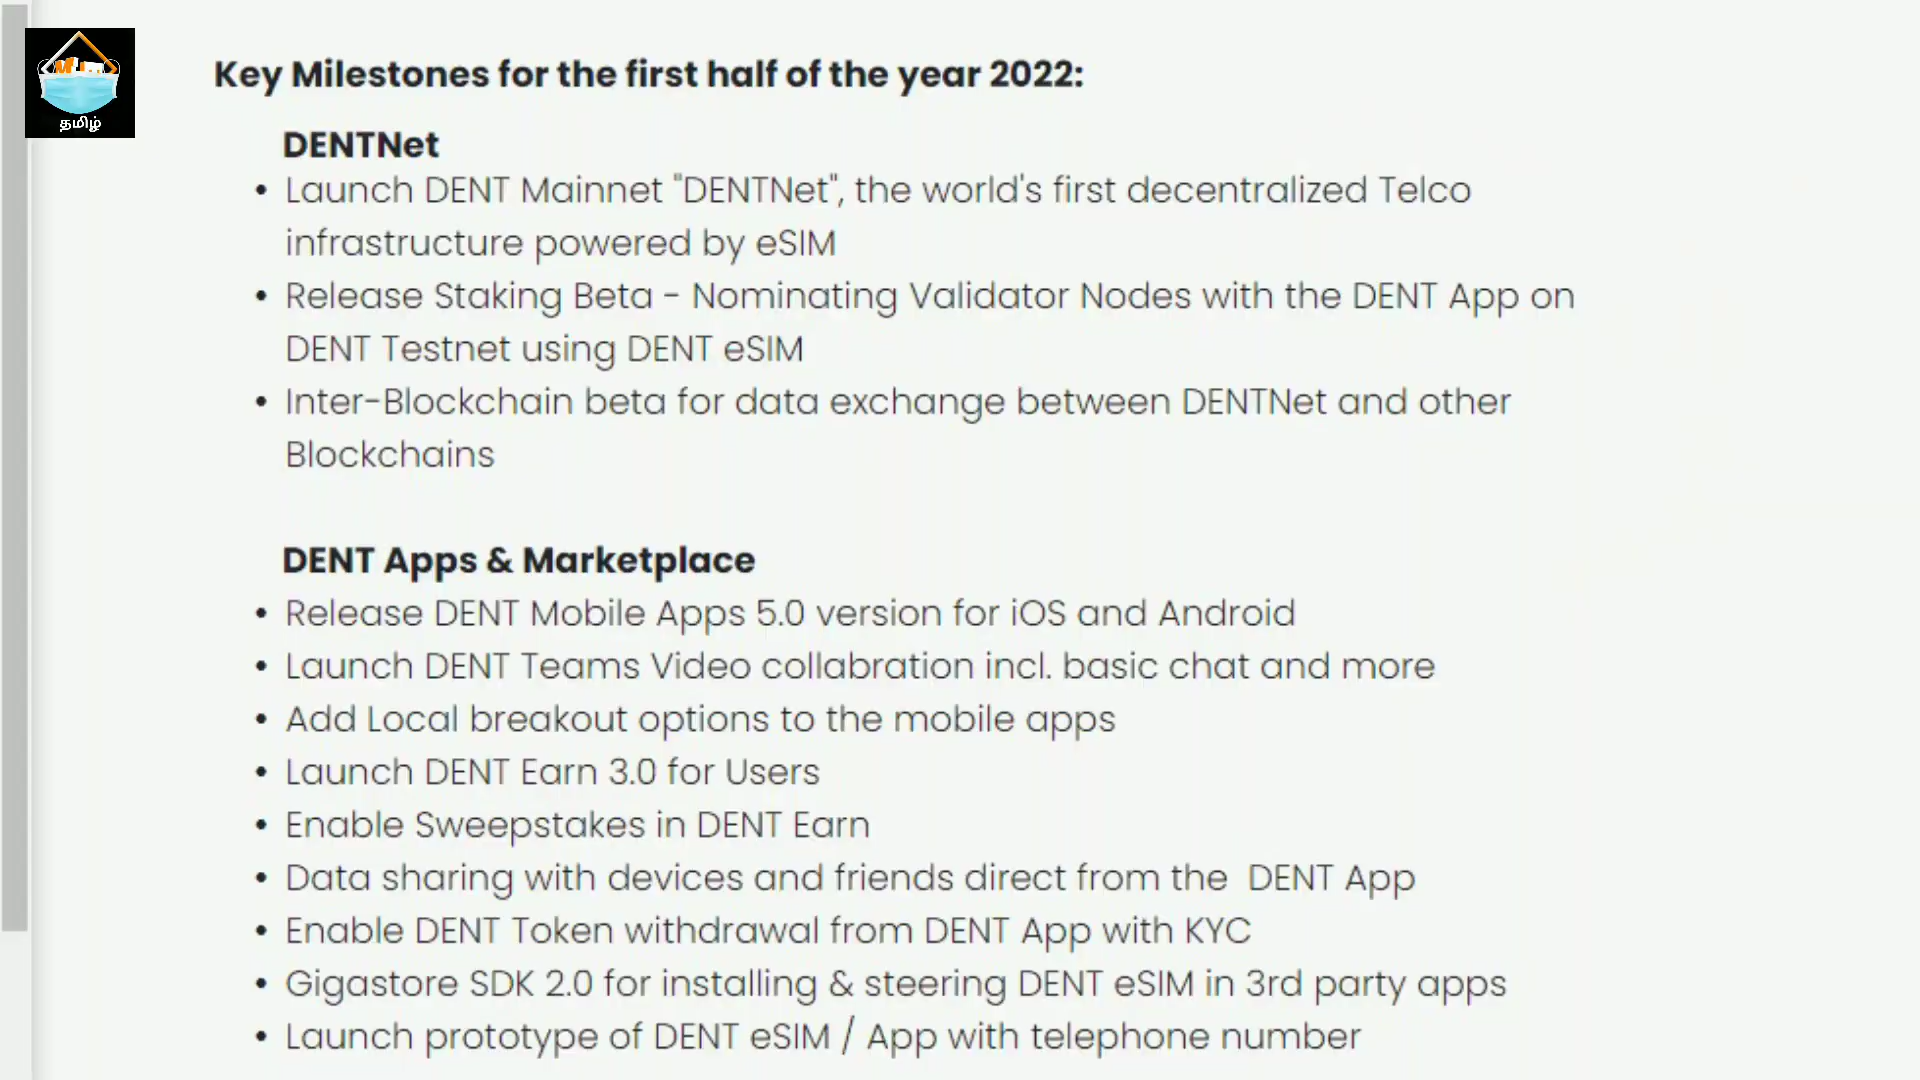 தமிழ்
Key Milestones for the first half of the year 2022:
DENTNet
• Launch DENT Mainnet "DENTNet", the world's first decentralized Telco
infrastructure powered by eSIM
• Release Staking Beta - Nominating Validator Nodes with the DENT App on
DENT Testnet using DENT eSIM
• Inter-Blockchain beta for data exchange between DENTNet and other
Blockchains
DENT Apps & Marketplace
• Release DENT Mobile Apps 5.0 version for iOS and Android
• Launch DENT Teams Video collabration incl. basic chat and more
• Add Local breakout options to the mobile apps
• Launch DENT Earn 3.0 for Users
• Enable Sweepstakes in DENT Earn
• Data sharing with devices and friends direct from the DENT App
• Enable DENT Token withdrawal from DENT App with KYC
• Gigastore SDK 2.0 for installing & steering DENT eSIM in 3rd party apps
• Launch prototype of DENT eSIM / App with telephone number